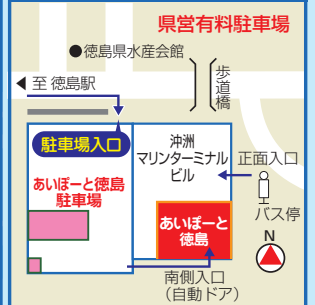 県営有料駐車場
●徳島県水産会館
歩道橋
◀至 徳島駅
駐車場入口
沖洲
マリンターミナル
ビル
正面入口
あいぽーと徳島
駐車場
バス停
あいぽーと
徳島
N
南側入口
（自動ドア）